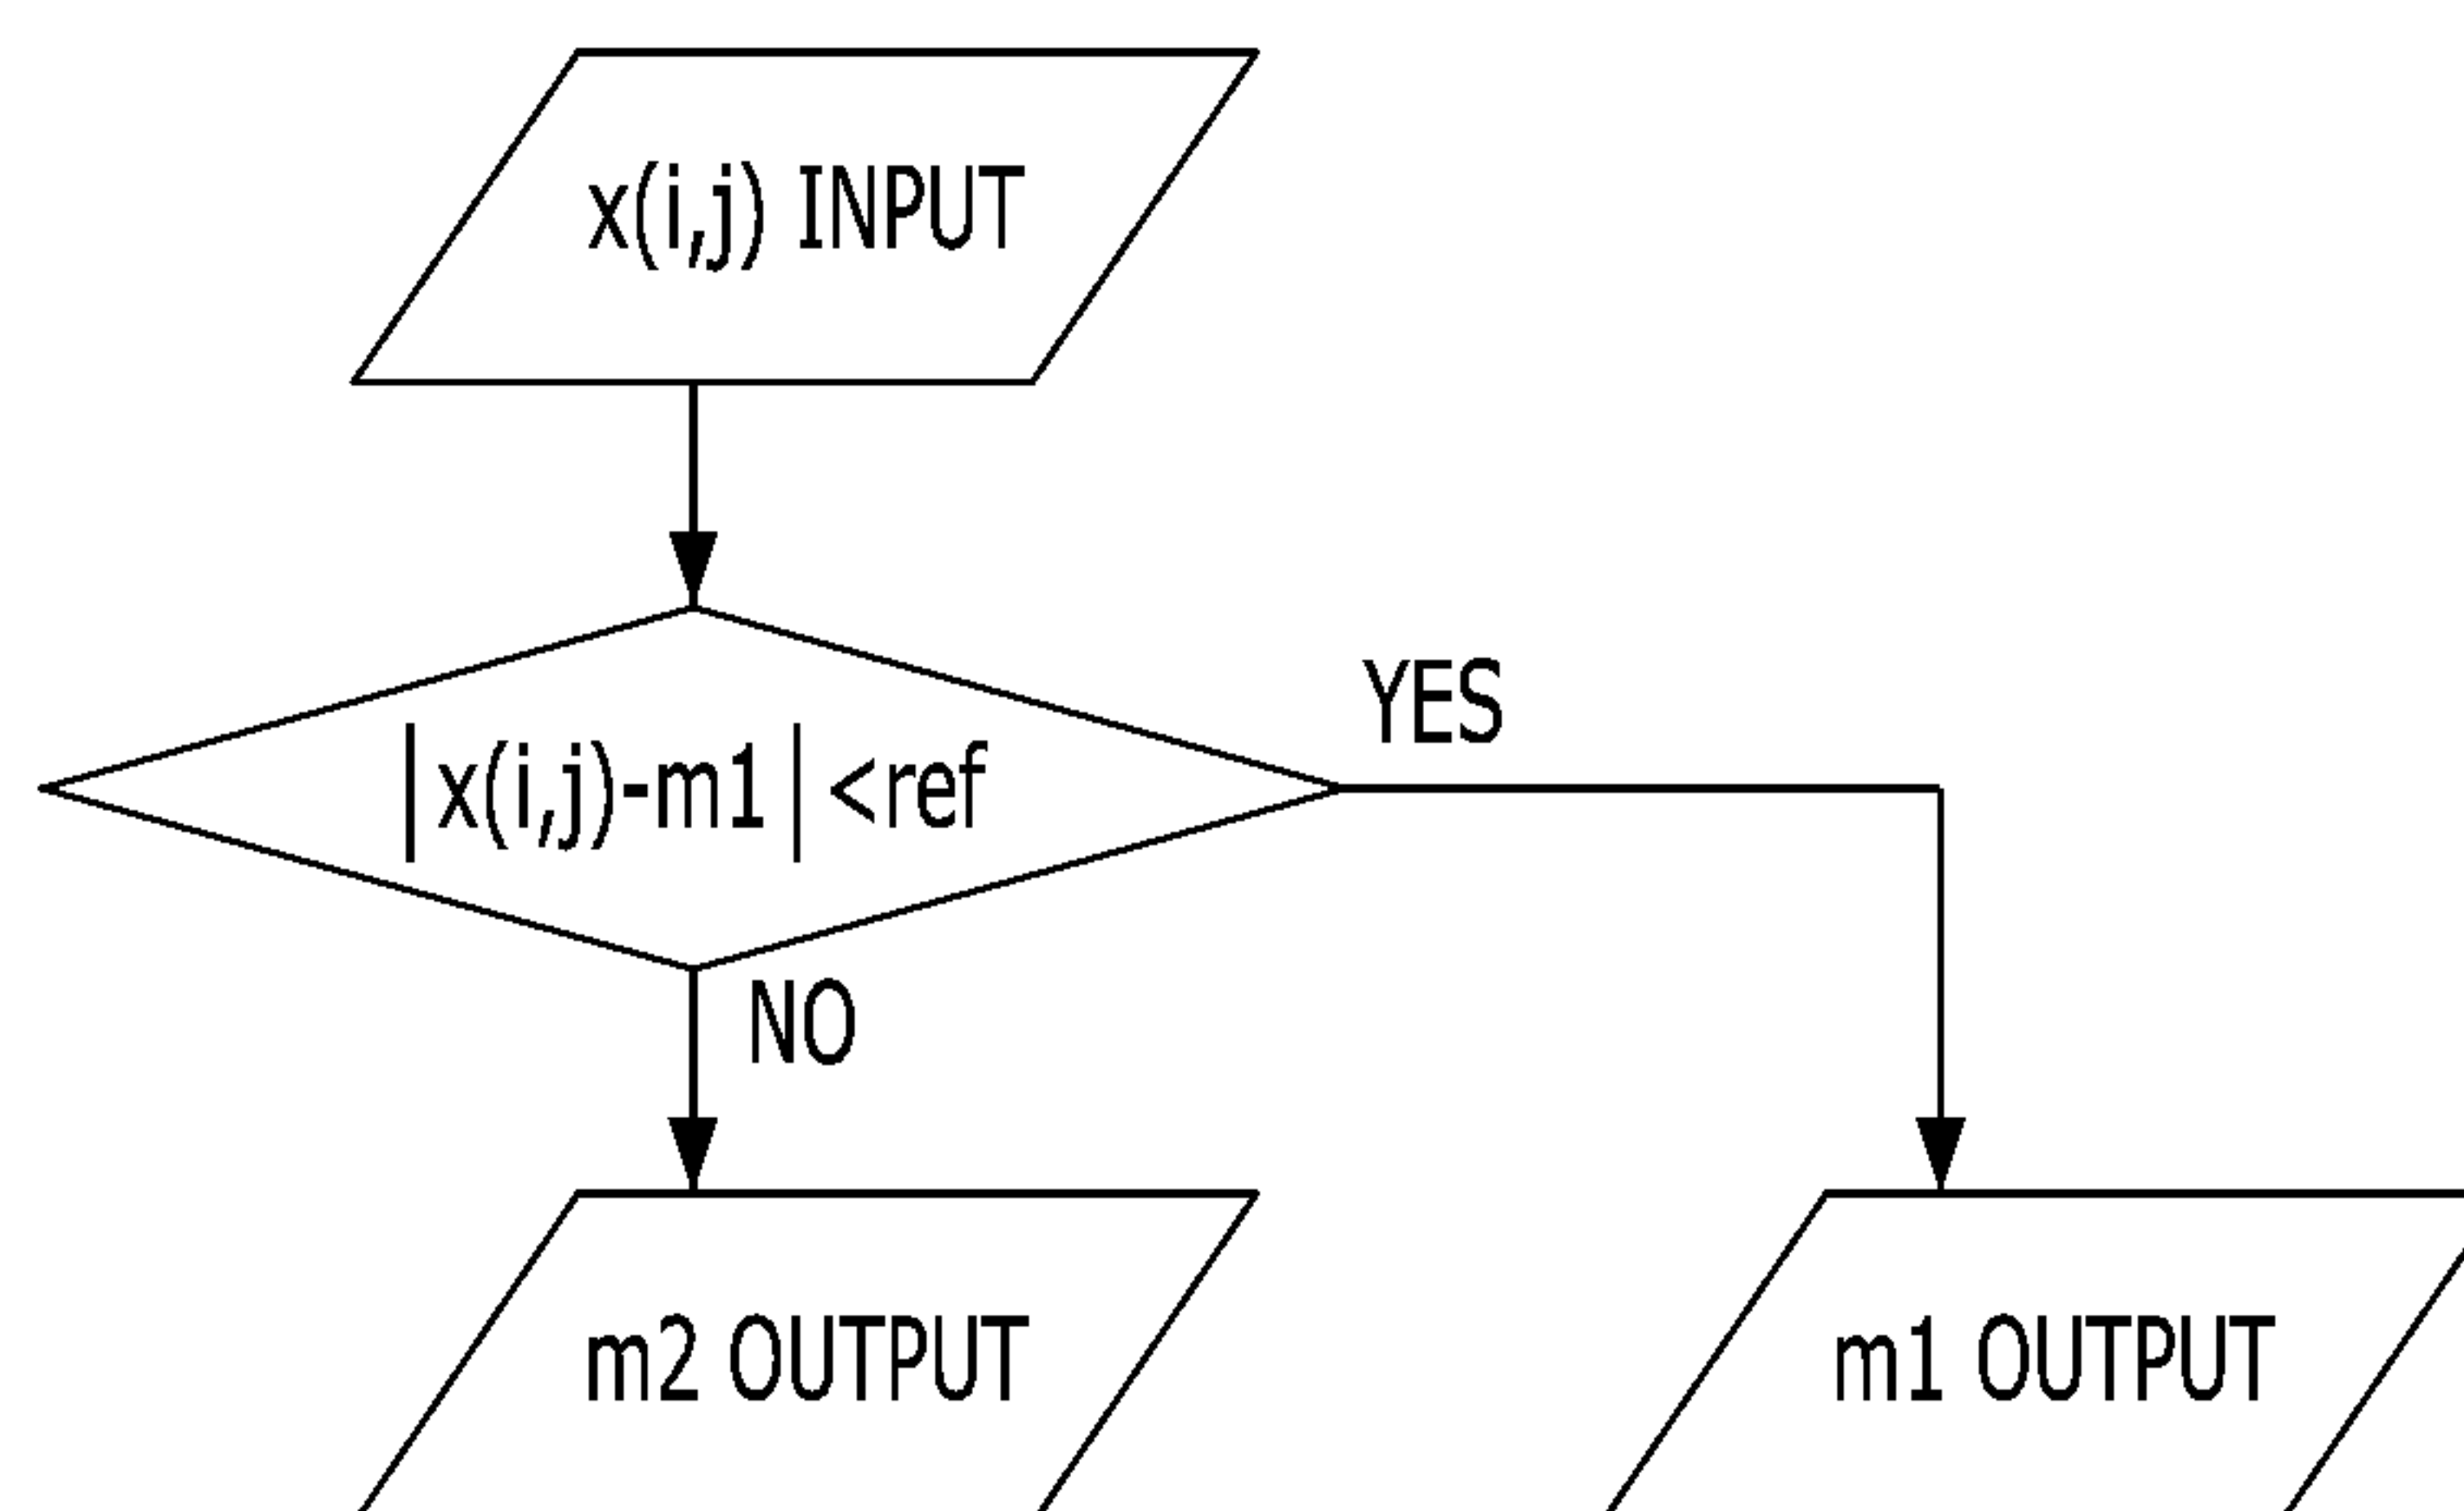 x(i,j) INPUT
|x(i,j)-m1|<ref
YES
NO
m2 OUTPUT
m1 OUTPUT